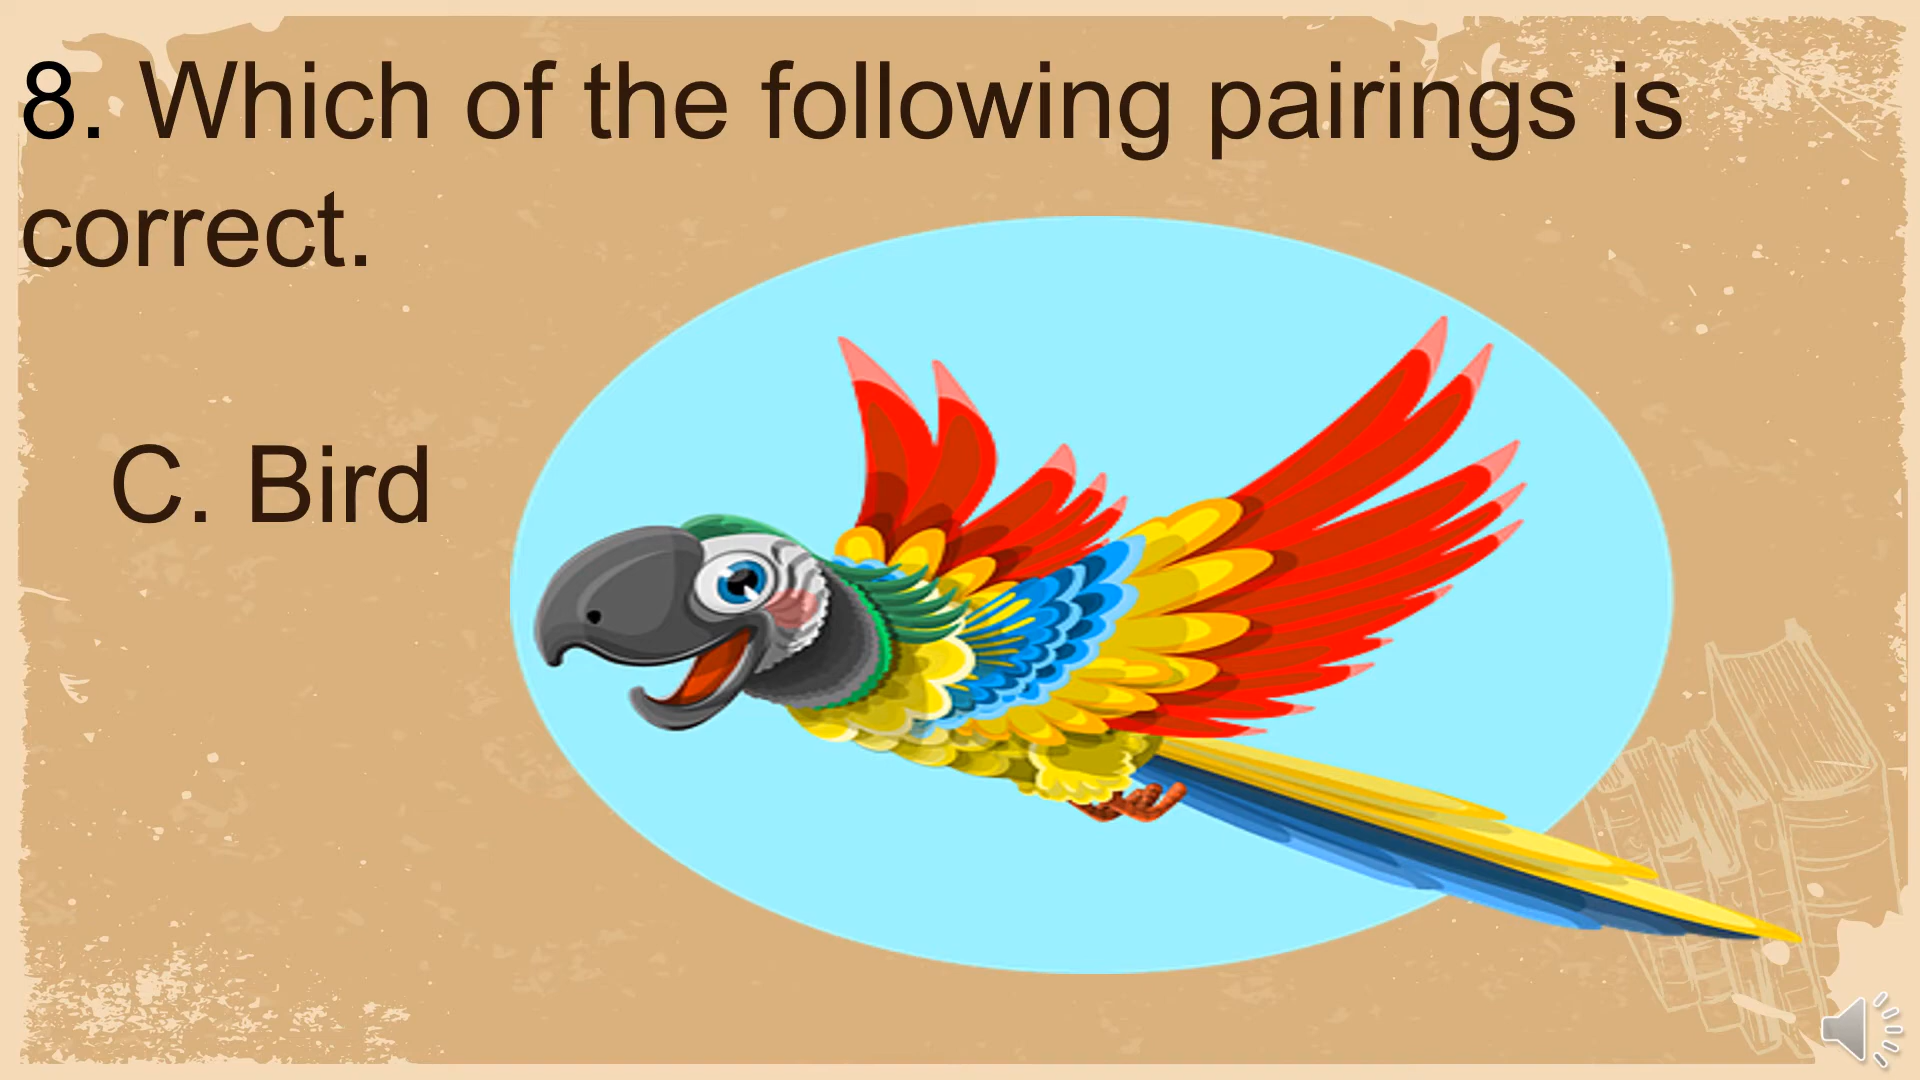 8. Which of the following pairings is
correct.
C. Bird